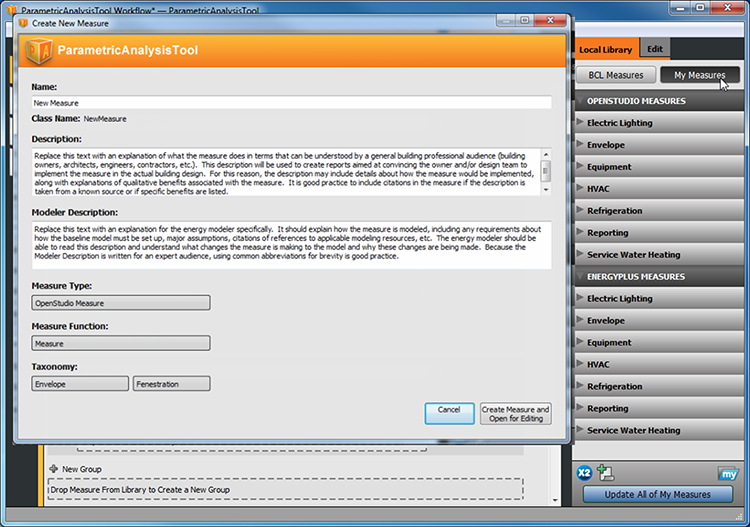 ParametricAnalysisTool Workflow* — ParametricAnalysisTool
Create New Measure
PA
ParametricAnalysisTool
Name:
New Measure
Class Name: NewMeasure
Description:
Replace this text with an explanation of what the measure does in terms that can be understood by a general building professional audience (building
owners, architects, engineers, contractors, etc.). This description will be used to create reports aimed at convincing the owner and/or design team to
implement the measure in the actual building design. For this reason, the description may include details about how the measure would be implemented,
along with explanations of qualitative benefits associated with the measure. It is good practice to include citations in the measure if the description is
taken from a known source or if specific benefits are listed.
Modeler Description:
Replace this text with an explanation for the energy modeler specifically. It should explain how the measure is modeled, including any requirements about
how the baseline model must be set up, major assumptions, citations of references to applicable modeling resources, etc. The energy modeler should be
able to read this description and understand what changes the measure is making to the model and why these changes are being made. Because the
Modeler Description is written for an expert audience, using common abbreviations for brevity is good practice.
Measure Type:
OpenStudio Measure
Measure Function:
Measure
Taxonomy:
Envelope
Fenestration
Cancel
Create Measure and
Open for Editing
New Group
Drop Measure From Library to Create a New Group
Local Library
Edit
BCL Measures
My Measures
OPENSTUDIO MEASURES
Electric Lighting
Envelope
Equipment
HVAC
Refrigeration
Reporting
Service Water Heating
ENERGYPLUS MEASURES
Electric Lighting
Envelope
Equipment
HVAC
Refrigeration
Reporting
Service Water Heating
X2
my
Update All of My Measures